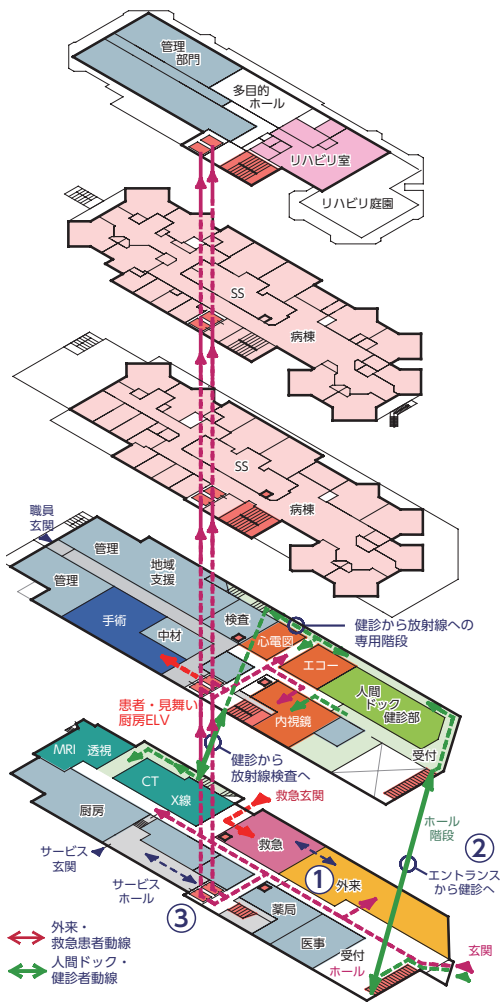 管理
部門
多目的
ホール
リハビリ室
リハビリ庭園
SS
病棟
SS
病棟
職員
玄関
管理
地域
支援
管理
検査
手術
中材
心電図
健診から放射線への
専用階段
エコー
人間
ドック
健診部
患者・見舞い
厨房ELV
内視鏡
受付
健診から
放射線検査へ
MRI 透視
CT
X線
救急玄関
ホール
階段
厨房
救急
②
サービス
玄関
エントランス
から健診へ
サービス
ホール
①
外来
③
薬局
医事
受付
ホール
玄関
外来・
救急患者動線
人間ドック・
健診者動線